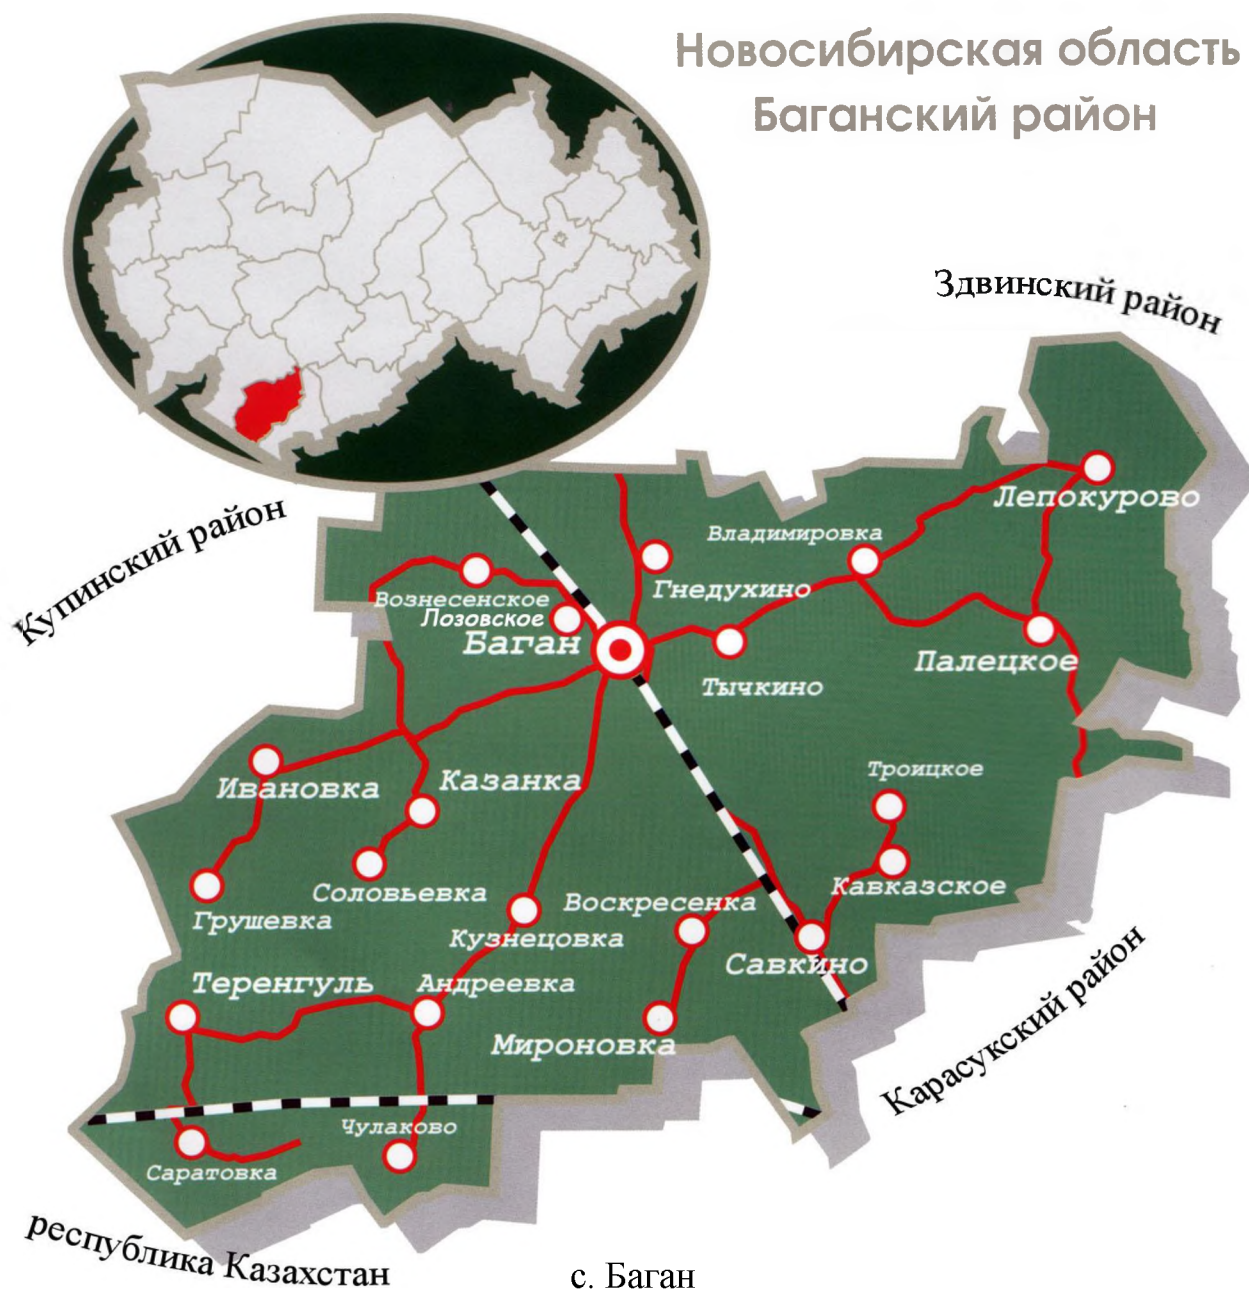 Новосибирская область
Баганский район
Здвинский район
Купинский район
Лепокурово
Владимировка
Гнедухино
Вознесенское
Лозовское
Баган
Палецкое
Тычкино
Троицкое
Ивановка
Казанка
Кавказское
Соловьевка
Воскресенка
Грушевка
Кузнецовка
Савкино
Теренгуль
Андреевка
Мироновка
Карасукский район
Чулаково
Саратовка
республика Казахстан
с. Баган